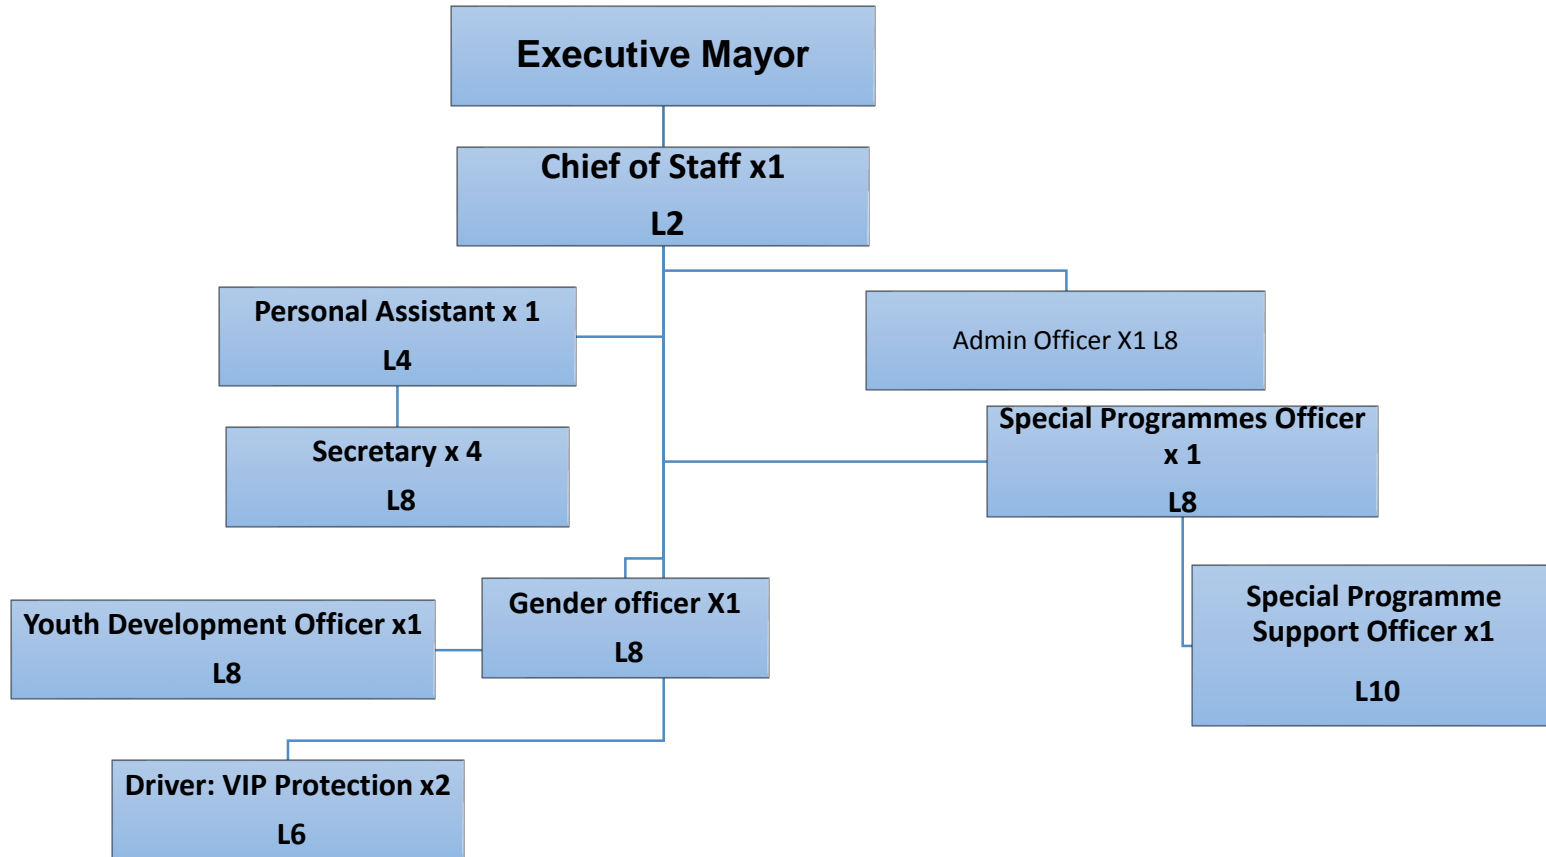 Executive Mayor
Chief of Staff x1
L2
Personal Assistant x 1
L4
Admin Officer X1 L8
Secretary x 4
L8
Special Programmes Officer
x 1
L8
Gender officer X1
L8
Youth Development Officer x1
L8
Special Programme
Support Officer x1
L10
Driver: VIP Protection x2
L6